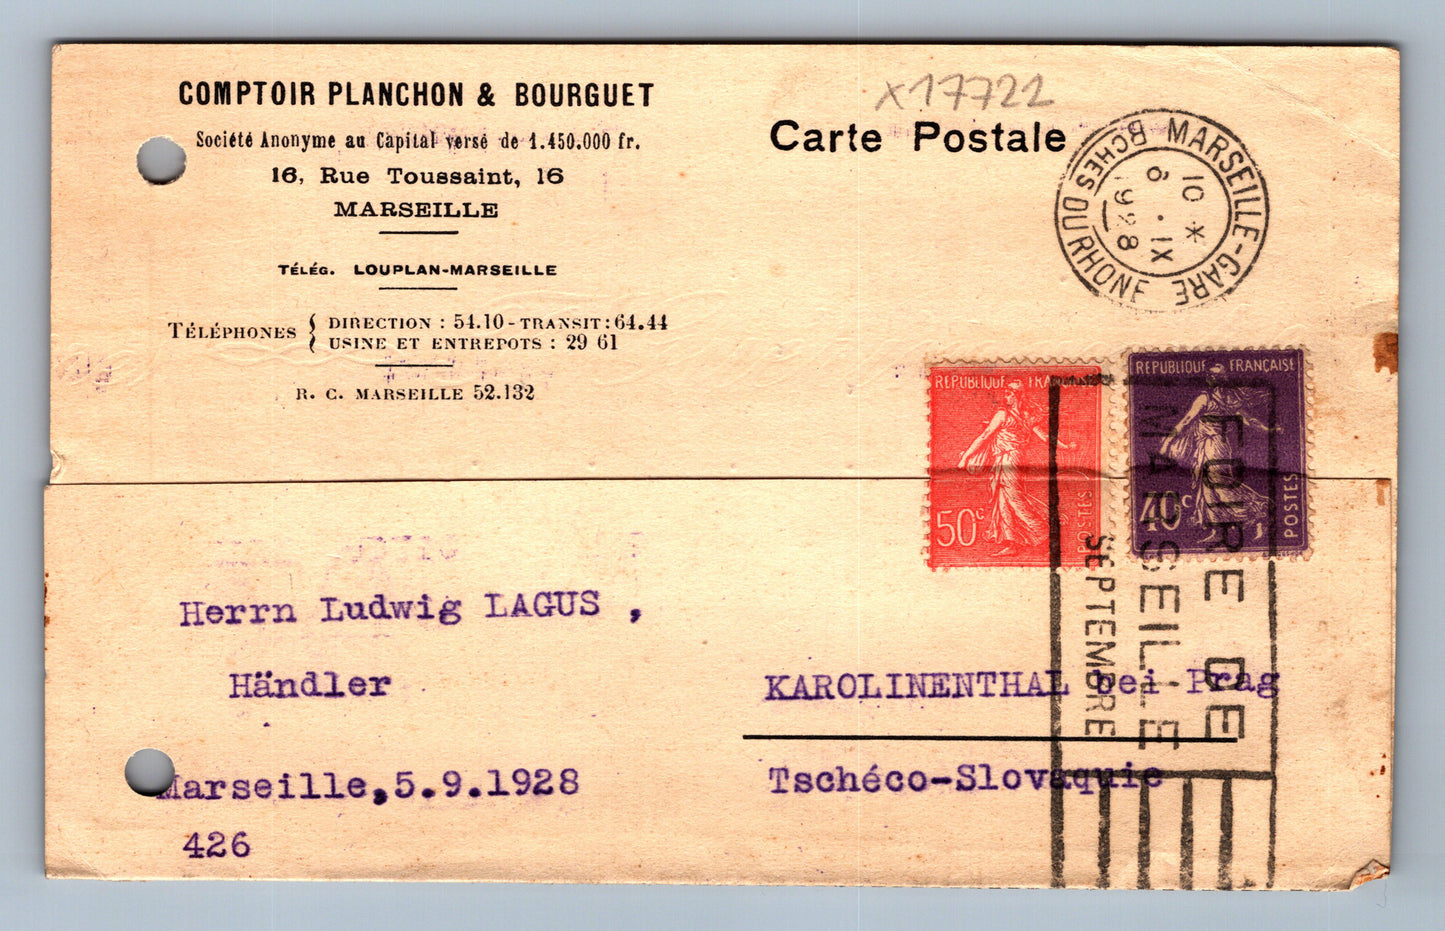 COMPTOIR PLANCHON & BOURGUET
Société Anonyme au Capital versé de 1.450.000 fr.
16, Rue Toussaint, 16
MARSEILLE
TÉLÉG. LOUPLAN-MARSEILLE
TÉLÉPHONES { DIRECTION : 54.10 - TRANSIT : 64.44
USINE ET ENTREPOTS : 29 61
R. C. MARSEILLE 52.132
x17722
Carte Postale
MARSEILLE-GARE
BCHES DU RHONE
10 *
6 . IX
1928
REPUBLIQUE FRANÇAISE
50c
POSTES
REPUBLIQUE FRANÇAISE
40c
POSTES
FOIRE DE
MARSEILLE
SEPTEMBRE
Herrn Ludwig LAGUS ,
Händler
KAROLINENTHAL bei Prag
Tschéco-Slovaquie
Marseille,5.9.1928
426